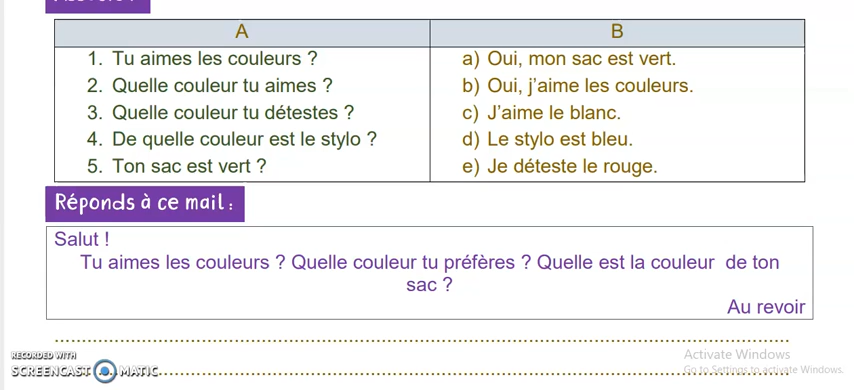 A B
1. Tu aimes les couleurs ? a) Oui, mon sac est vert.
2. Quelle couleur tu aimes ? b) Oui, j'aime les couleurs.
3. Quelle couleur tu détestes ? c) J'aime le blanc.
4. De quelle couleur est le stylo ? d) Le stylo est bleu.
5. Ton sac est vert ? e) Je déteste le rouge.
Réponds à ce mail :
Salut !
Tu aimes les couleurs ? Quelle couleur tu préfères ? Quelle est la couleur de ton
sac ?
Au revoir
RECORDED WITH
SCREENCAST MATIC
Activate Windows
Go to Settings to activate Windows.